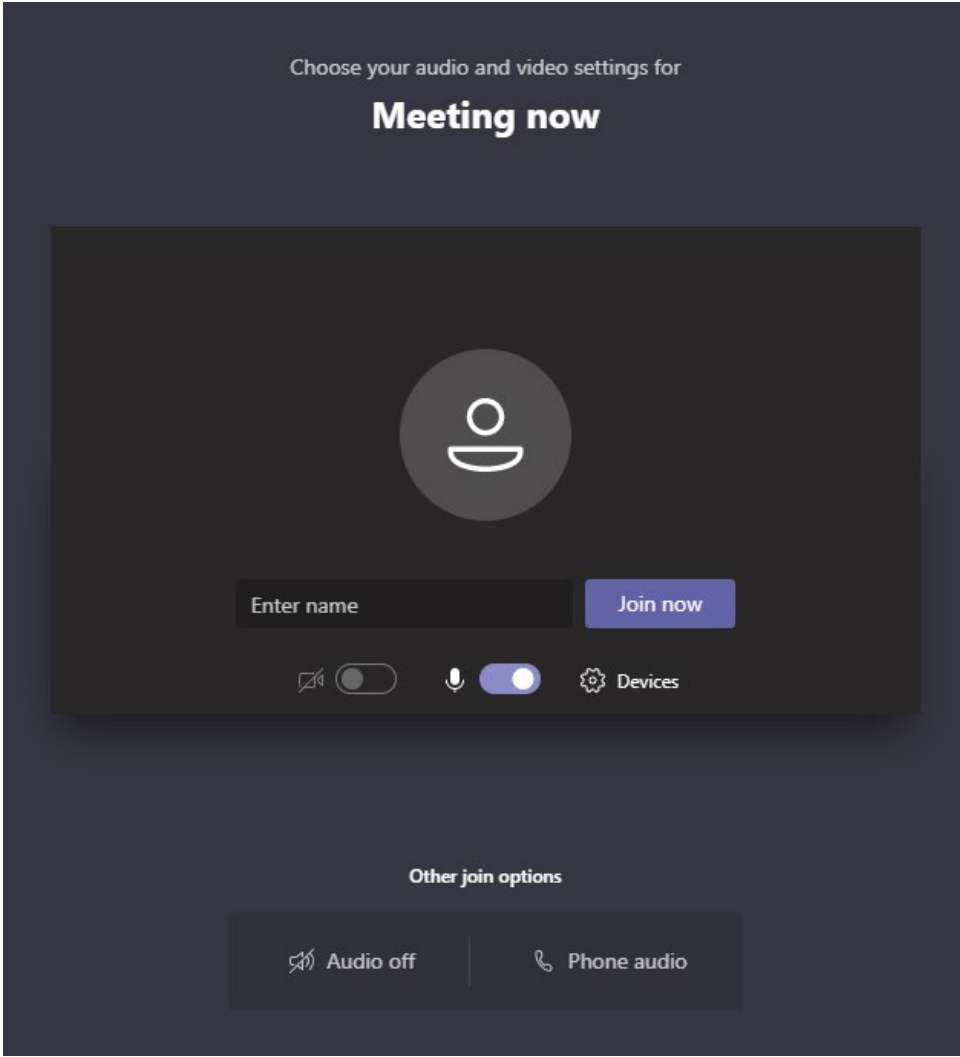 Choose your audio and video settings for
Meeting now
Enter name
Join now
Devices
Other join options
Audio off
Phone audio